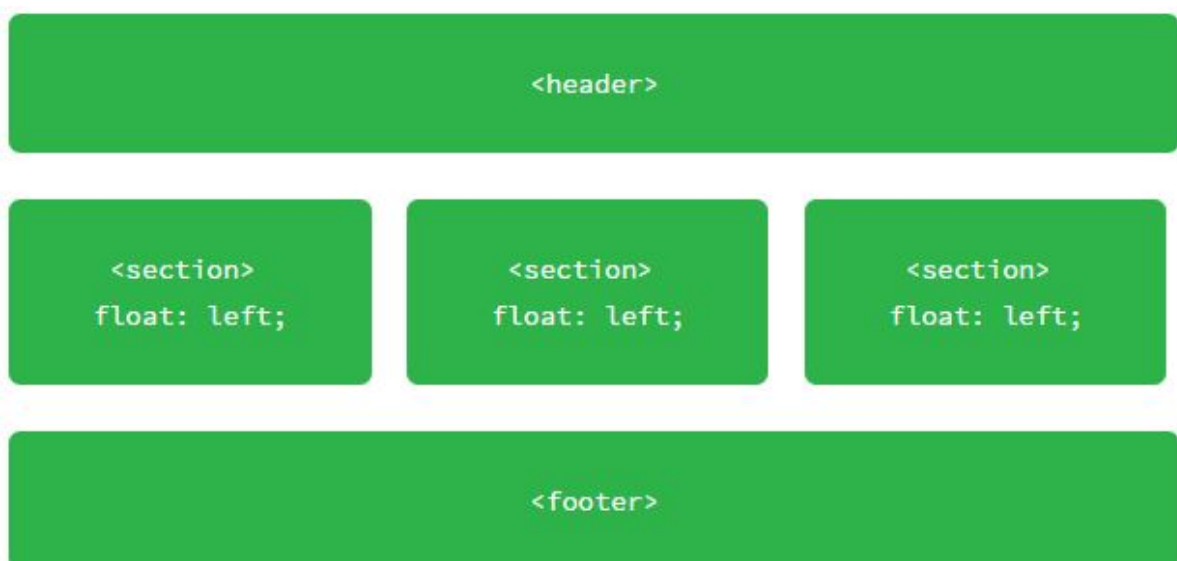 <header>
<section>
float: left;
<section>
float: left;
<section>
float: left;
<footer>